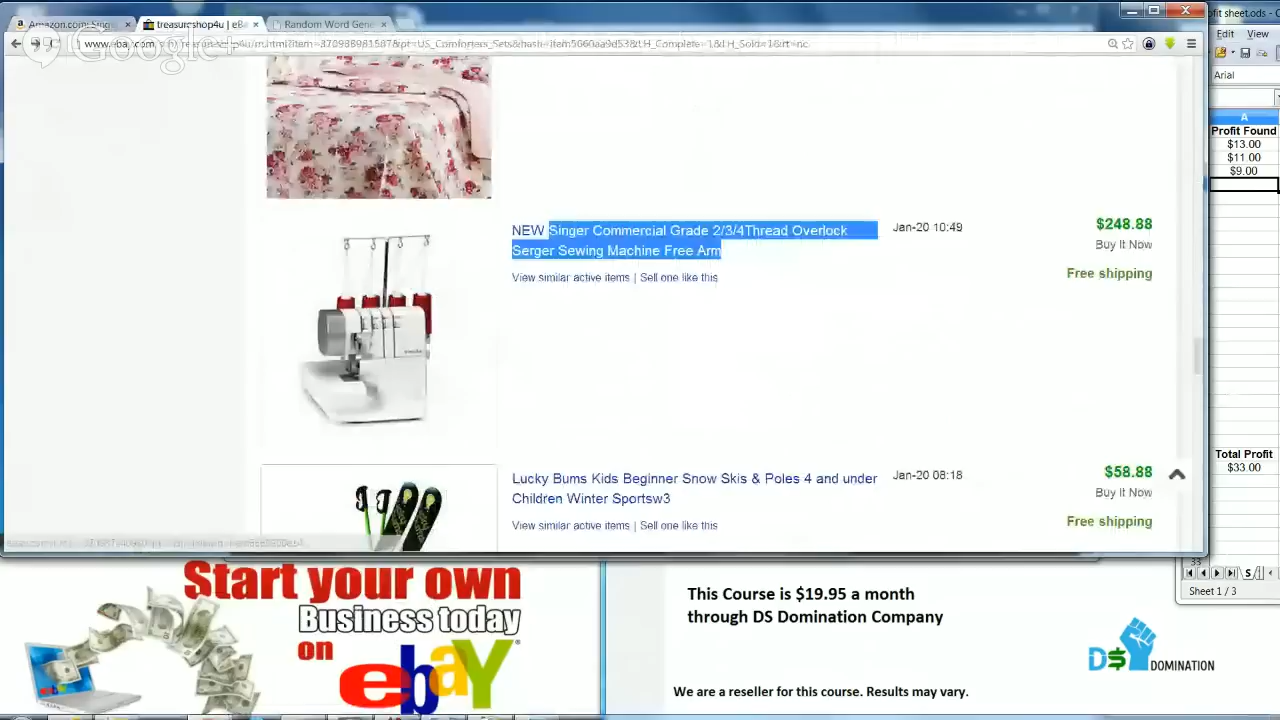 Amazon.com: Sing
treasureshop4u | eBa
Random Word Gene
Google+
ofit sheet.ods - O
Edit View
Arial
A
Profit Found
$13.00
$11.00
$9.00
NEW Singer Commercial Grade 2/3/4Thread Overlock
Serger Sewing Machine Free Arm
Jan-20 10:49
$248.88
Buy It Now
Free shipping
View similar active items | Sell one like this
Total Profit
$33.00
Lucky Bums Kids Beginner Snow Skis & Poles 4 and under
Children Winter Sportsw3
Jan-20 08:18
$58.88
Buy It Now
Free shipping
View similar active items | Sell one like this
33
Sheet 1 / 3
Start your own
Business today
on
ebay
This Course is $19.95 a month
through DS Domination Company
D$ DOMINATION
We are a reseller for this course. Results may vary.